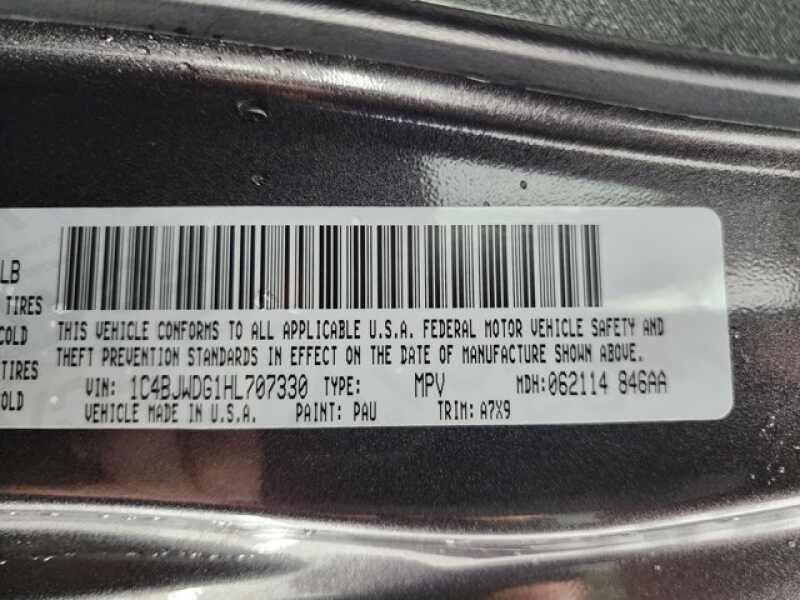 LB
TIRES
COLD
TIRES
OLD
THIS VEHICLE CONFORMS TO ALL APPLICABLE U.S.A. FEDERAL MOTOR VEHICLE SAFETY AND
THEFT PREVENTION STANDARDS IN EFFECT ON THE DATE OF MANUFACTURE SHOWN ABOVE.
VIN: 1C4BJWDG1HL707330 TYPE: MPV MDH:062114 846AA
VEHICLE MADE IN U.S.A. PAINT: PAU TRIM: A7X9